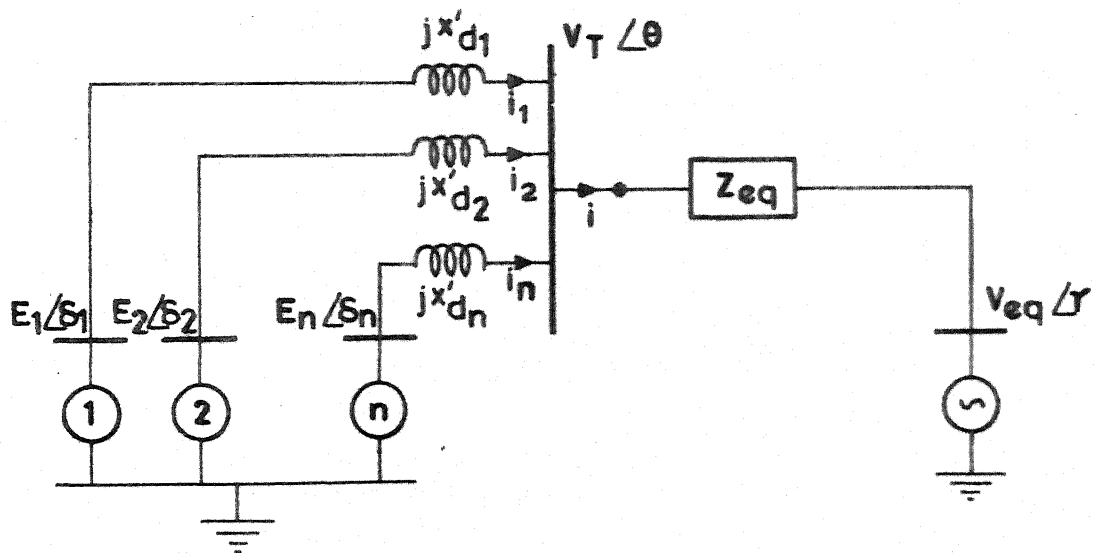 jx'd1
VT ∠θ
i1
jx'd2
i2
Zeq
i
jx'dn
in
E1∠δ1
E2∠δ2
En∠δn
Veq ∠γ
1
2
n
~